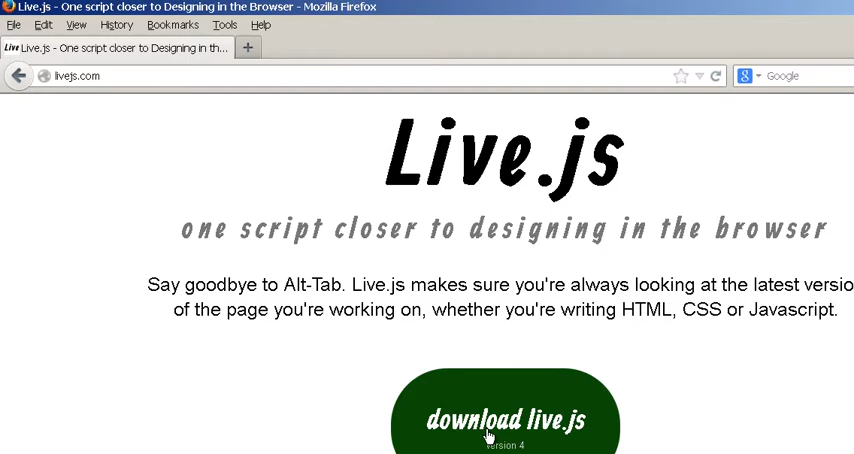 Live.js - One script closer to Designing in the Browser - Mozilla Firefox
File Edit View History Bookmarks Tools Help
Live Live.js - One script closer to Designing in th... +
livejs.com
8 Google
Live.js
one script closer to designing in the browser
Say goodbye to Alt-Tab. Live.js makes sure you're always looking at the latest versio
of the page you're working on, whether you're writing HTML, CSS or Javascript.
download live.js
version 4